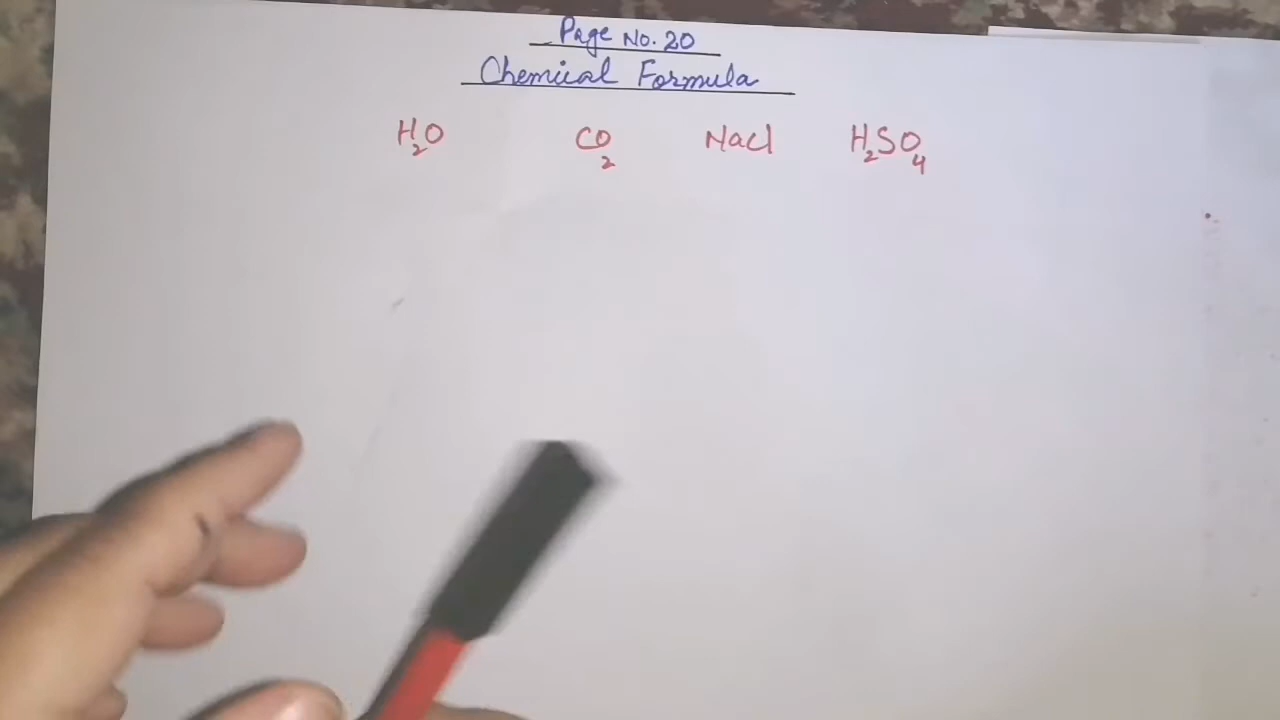 Page No. 20
Chemical Formula
H₂O CO₂ NaCl H₂SO₄